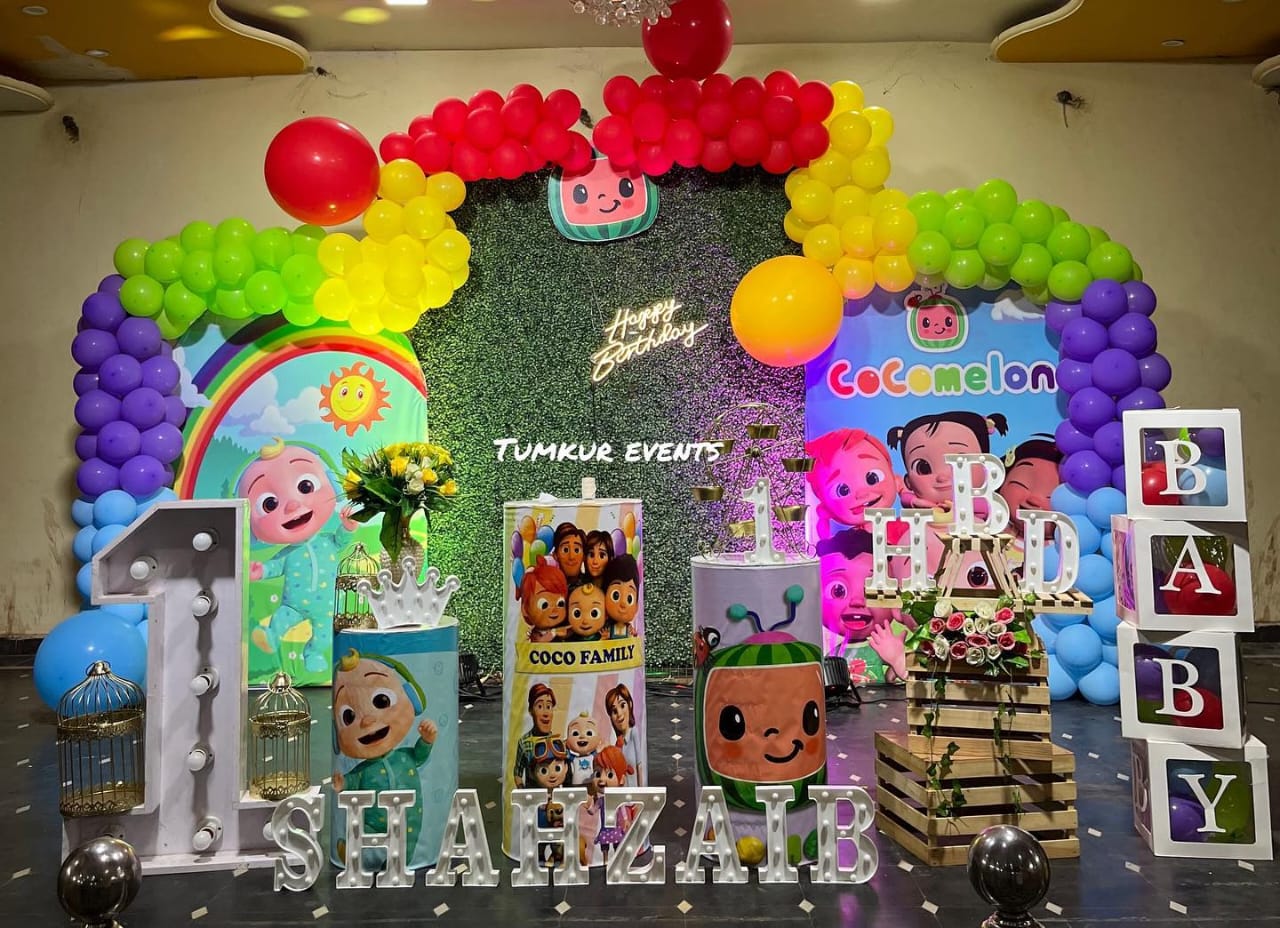 Happy
Birthday
COCOMELON
TUMKUR EVENTS
1
1
COCO FAMILY
HBD
B
A
B
Y
SHAHZAIB